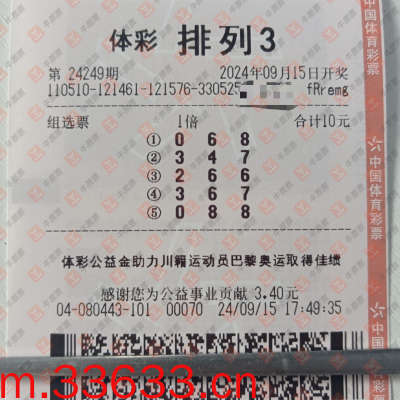 体彩 排列3
第 24249期 2024年09月15日开奖
110510-121461-121576-330525 fRremg
组选票 1倍 合计10元
① 0 6 8
② 3 4 7
③ 2 6 6
④ 3 6 7
⑤ 0 8 8
体彩公益金助力川籍运动员巴黎奥运取得佳绩
感谢您为公益事业贡献 3.40元
04-080443-101 00070 24/09/15 17:49:35
m.33633.cn
中国体育彩票
中国体育彩票
中国体育